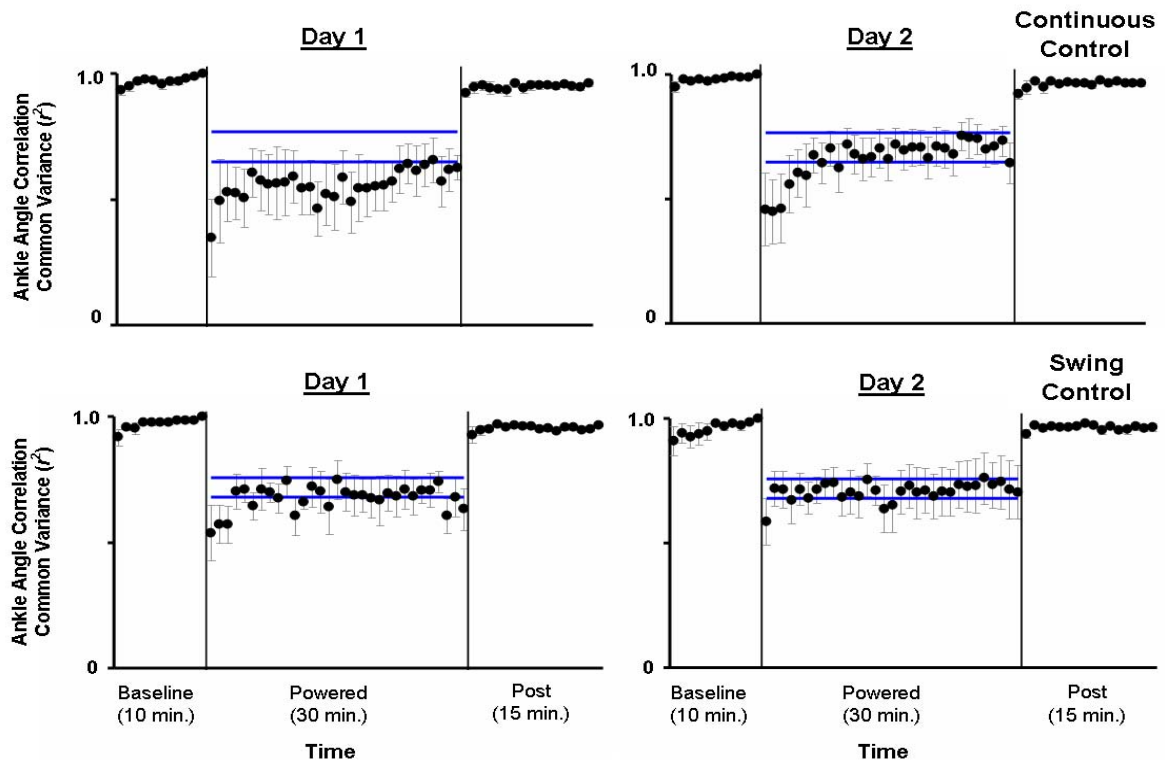 Day 1
Day 2
Continuous
Control
Ankle Angle Correlation
Common Variance (r²)
1.0
0
1.0
0
Day 1
Day 2
Swing
Control
Ankle Angle Correlation
Common Variance (r²)
1.0
0
1.0
0
Baseline
(10 min.)
Powered
(30 min.)
Post
(15 min.)
Time
Baseline
(10 min.)
Powered
(30 min.)
Post
(15 min.)
Time